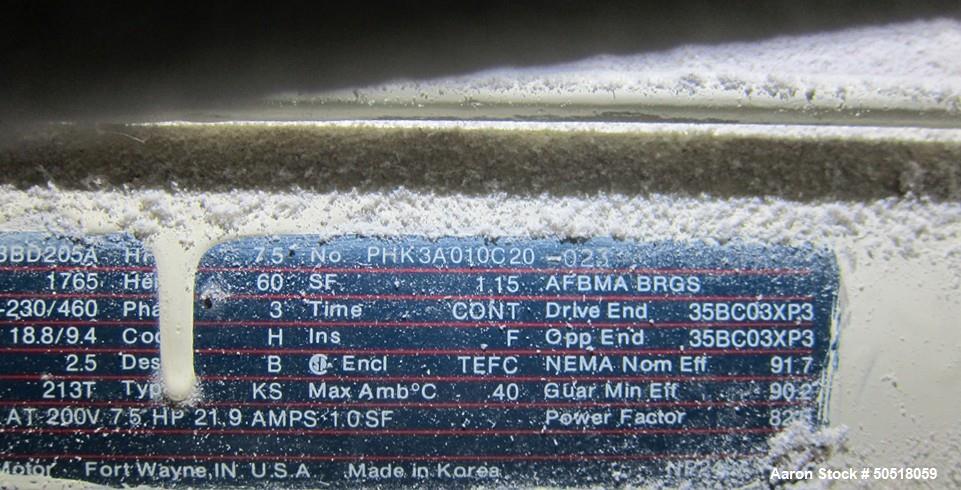 3BD205A HP 7.5 No PHK3A010C20 -023
1765 Her 60 SF 1.15 AFBMA BRGS
-230/460 Pha 3 Time CONT Drive End 35BC03XP3
18.8/9.4 Cod H Ins F Opp End 35BC03XP3
2.5 Des B Encl TEFC NEMA Nom Eff 91.7
213T Typ KS Max Amb°C 40 Guar Min Eff 90.2
AT 200V 7.5 HP 21.9 AMPS 1.0 SF Power Factor
Motor Fort Wayne, IN U.S.A Made in Korea
Aaron Stock # 50518059